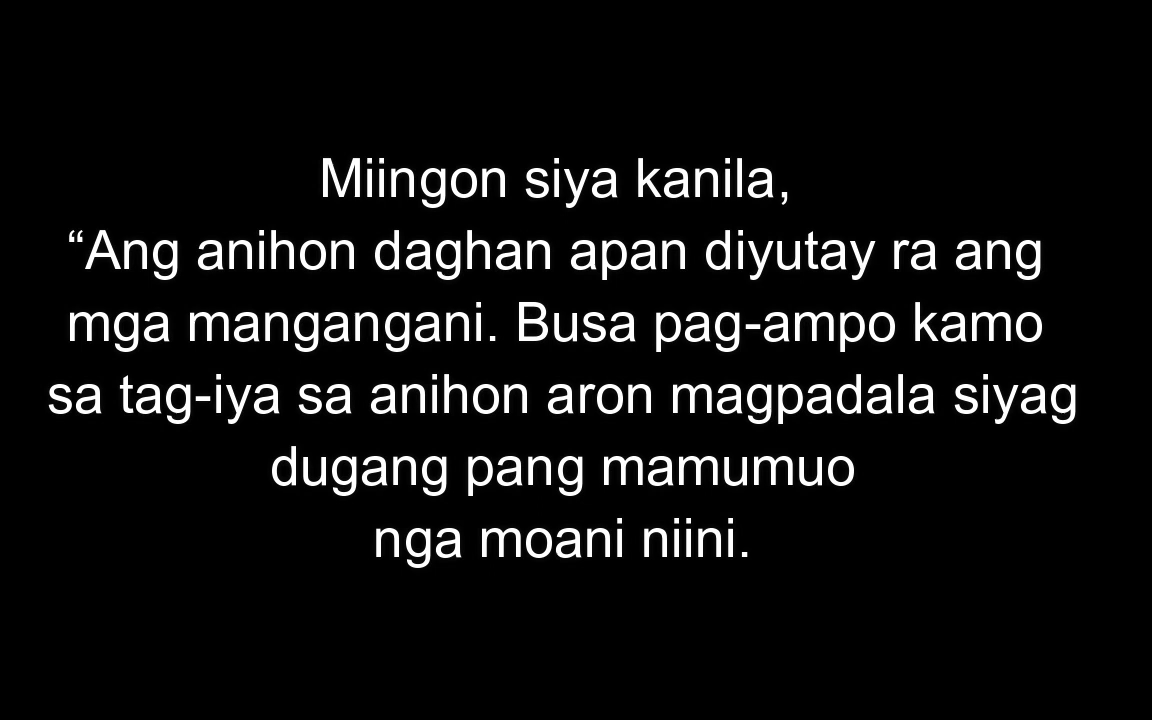 Miingon siya kanila,
“Ang anihon daghan apan diyutay ra ang
mga mangangani. Busa pag-ampo kamo
sa tag-iya sa anihon aron magpadala siyag
dugang pang mamumuo
nga moani niini.